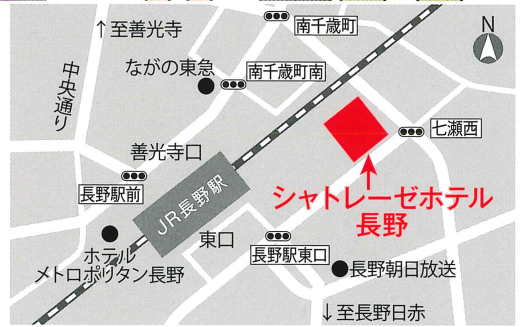 ↑至善光寺
南千歳町
N
中央通り
ながの東急
南千歳町南
七瀬西
善光寺口
長野駅前
JR長野駅
シャトレーゼホテル
長野
東口
長野駅東口
ホテル
メトロポリタン長野
長野朝日放送
↓至長野日赤